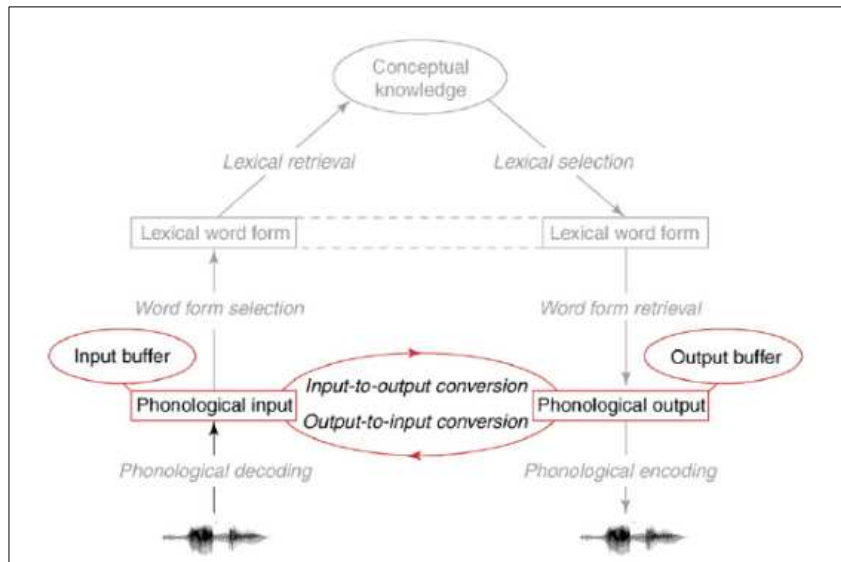 Conceptual
knowledge
Lexical retrieval
Lexical selection
Lexical word form
Lexical word form
Word form selection
Word form retrieval
Input buffer
Output buffer
Input-to-output conversion
Phonological input
Phonological output
Output-to-input conversion
Phonological decoding
Phonological encoding